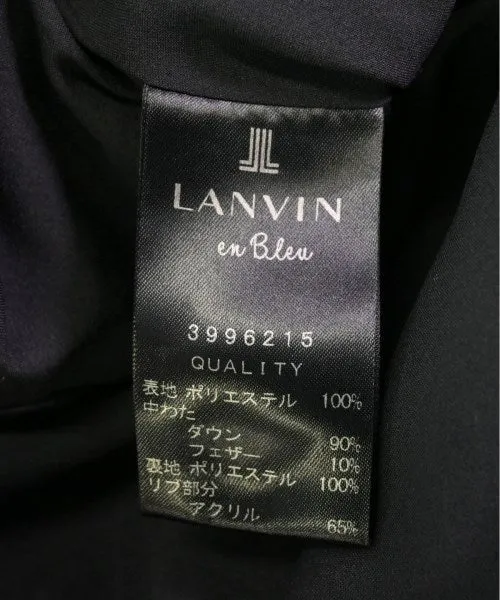 LANVIN
en Bleu
3996215
QUALITY
表地 ポリエステル 100%
中わた
ダウン 90%
フェザー 10%
裏地 ポリエステル 100%
リブ部分
アクリル 65%